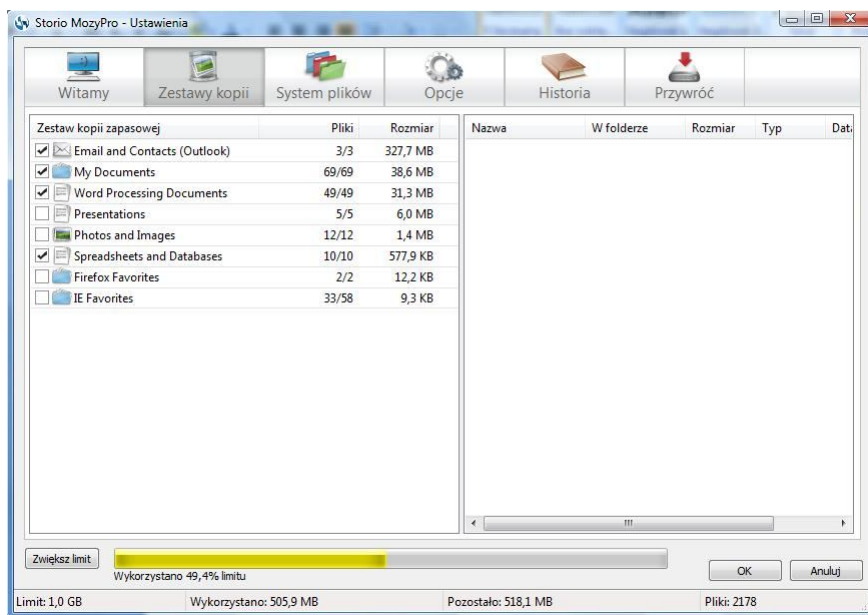 Storio MozyPro - Ustawienia
Witamy Zestawy kopii System plików Opcje Historia Przywróć
Zestaw kopii zapasowej Pliki Rozmiar Nazwa W folderze Rozmiar Typ Data
Email and Contacts (Outlook) 3/3 327,7 MB
My Documents 69/69 38,6 MB
Word Processing Documents 49/49 31,3 MB
Presentations 5/5 6,0 MB
Photos and Images 12/12 1,4 MB
Spreadsheets and Databases 10/10 577,9 KB
Firefox Favorites 2/2 12,2 KB
IE Favorites 33/58 9,3 KB
Zwiększ limit
Wykorzystano 49,4% limitu
OK Anuluj
Limit: 1,0 GB Wykorzystano: 505,9 MB Pozostało: 518,1 MB Pliki: 2178